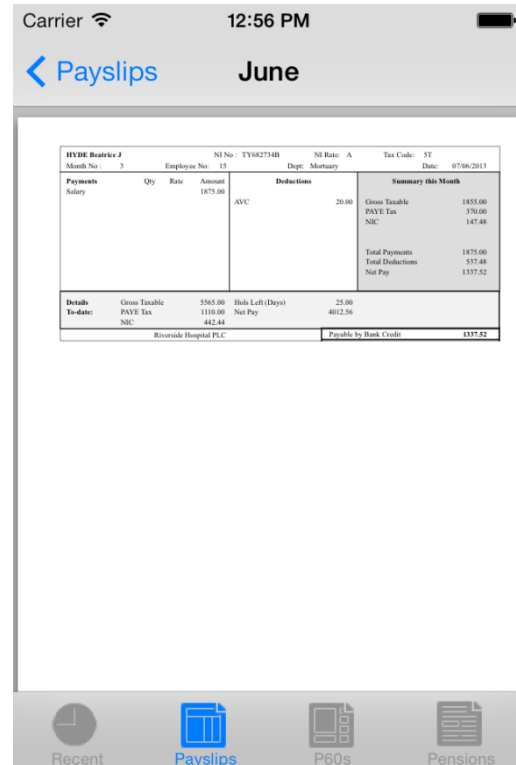 Carrier 12:56 PM
Payslips June
HYDE Beatrice J NI No : TY682734B NI Rate: A Tax Code: 5T
Month No : 3 Employee No: 15 Dept: Mortuary Date: 07/06/2013
Payments Qty Rate Amount Deductions Summary this Month
Salary 1875.00
AVC 20.00 Gross Taxable 1855.00
PAYE Tax 370.00
NIC 147.48
Total Payments 1875.00
Total Deductions 537.48
Net Pay 1337.52
Details Gross Taxable 5565.00 Hols Left (Days) 25.00
To-date: PAYE Tax 1110.00 Net Pay 4012.56
NIC 442.44
Riverside Hospital PLC Payable by Bank Credit 1337.52
Recent Payslips P60s Pensions